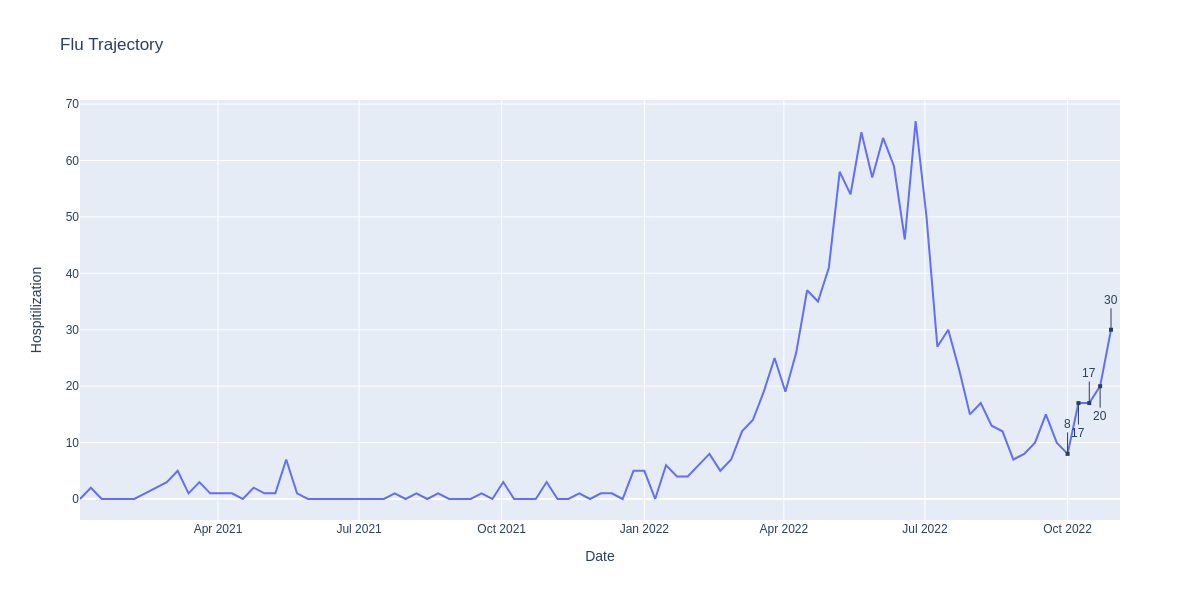 Flu Trajectory
70
60
50
40
30
20
10
0
Hospitilization
30
17
20
8
17
Apr 2021
Jul 2021
Oct 2021
Jan 2022
Apr 2022
Jul 2022
Oct 2022
Date